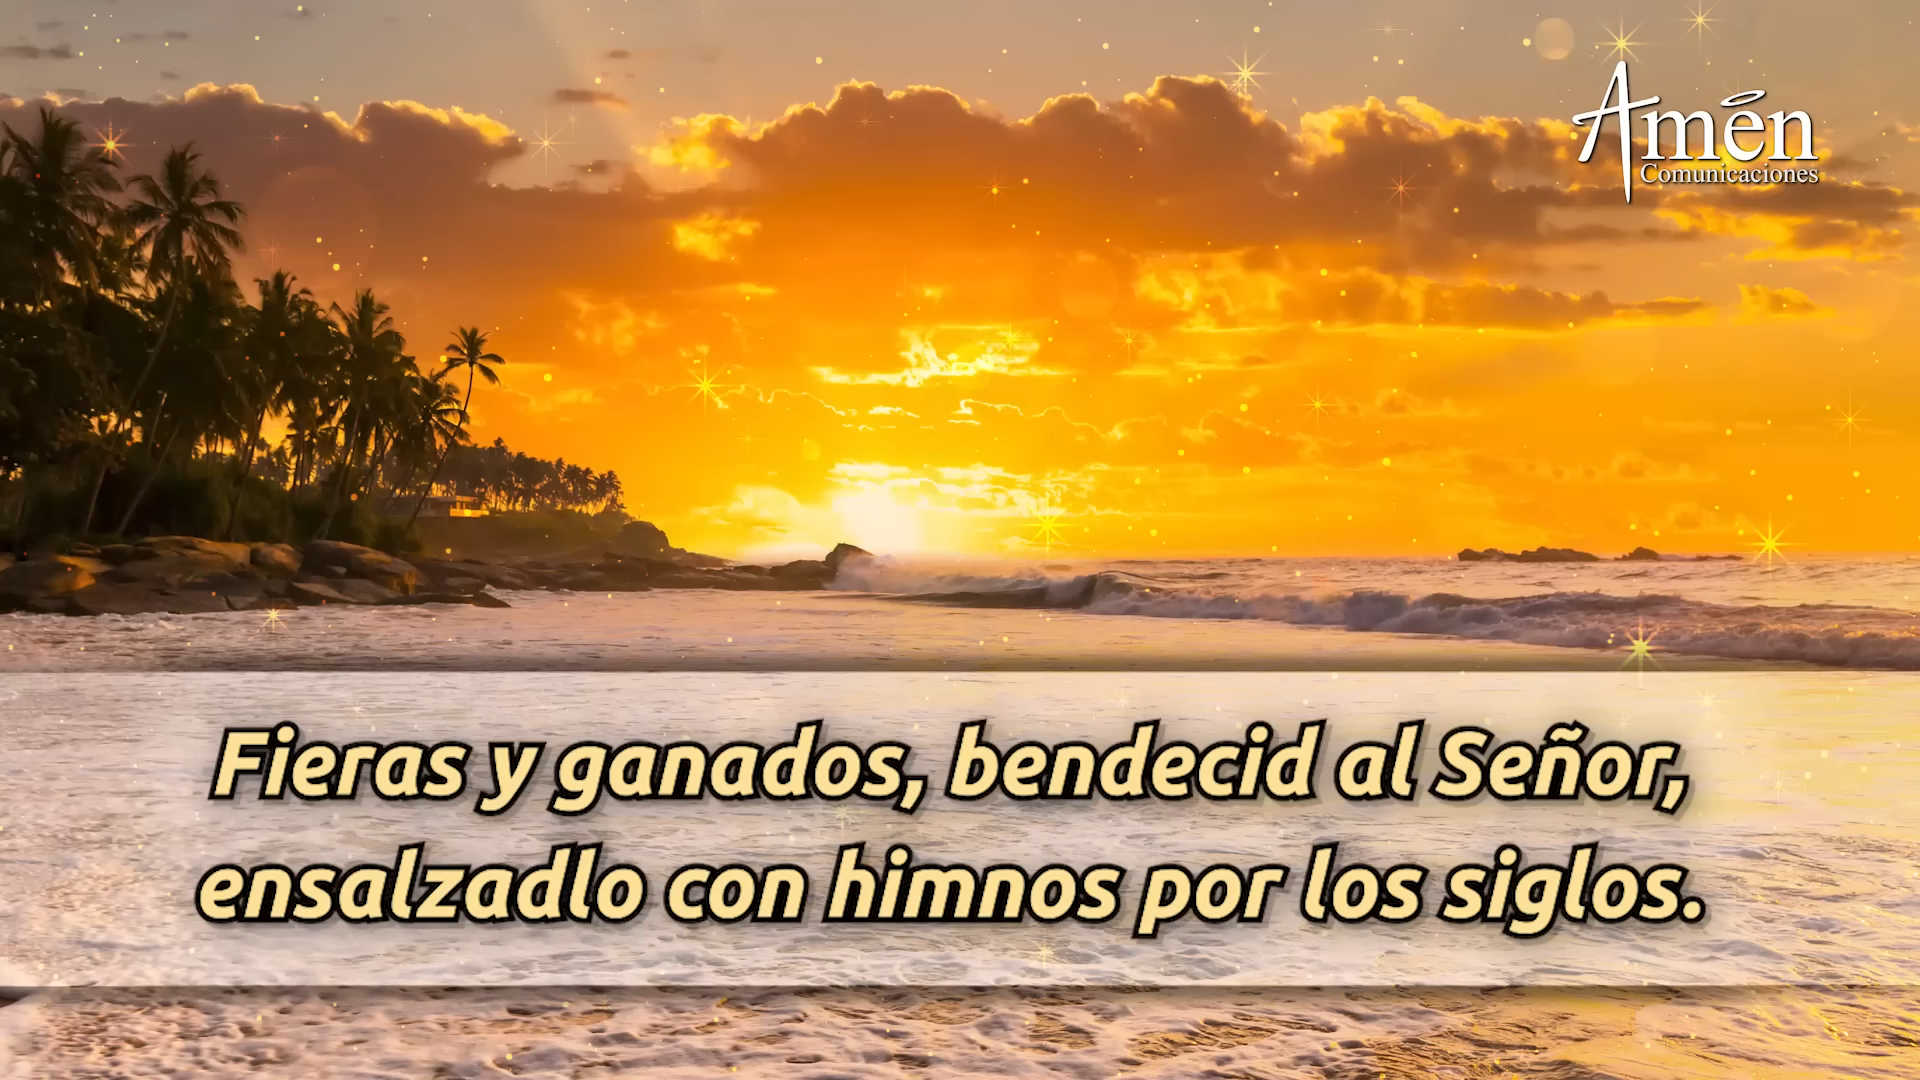 Amén
Comunicaciones
Fieras y ganados, bendecid al Señor,
ensalzadlo con himnos por los siglos.